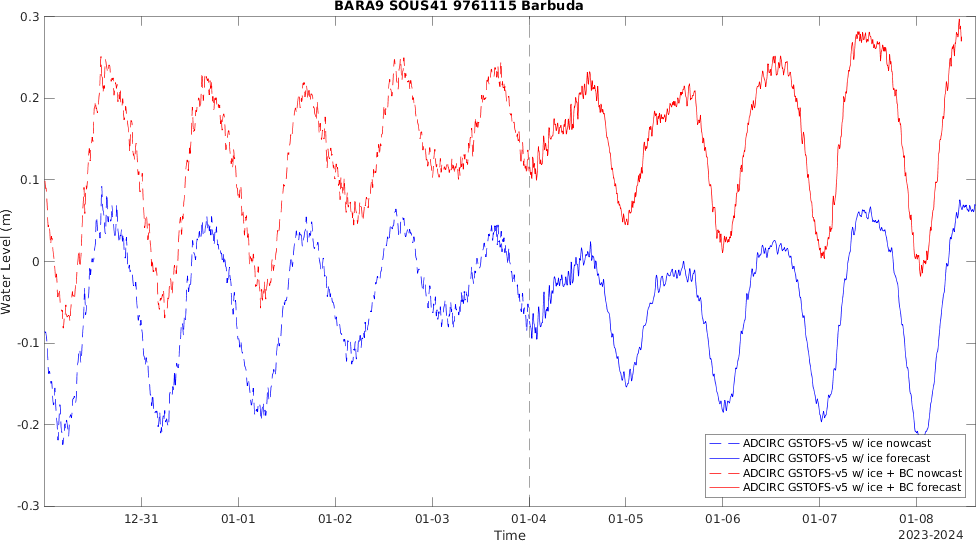 BARA9 SOUS41 9761115 Barbuda
0.3
0.2
0.1
0
-0.1
-0.2
-0.3
Water Level (m)
12-31
01-01
01-02
01-03
01-04
01-05
01-06
01-07
01-08
Time
2023-2024
ADCIRC GSTOFS-v5 w/ ice nowcast
ADCIRC GSTOFS-v5 w/ ice forecast
ADCIRC GSTOFS-v5 w/ ice + BC nowcast
ADCIRC GSTOFS-v5 w/ ice + BC forecast